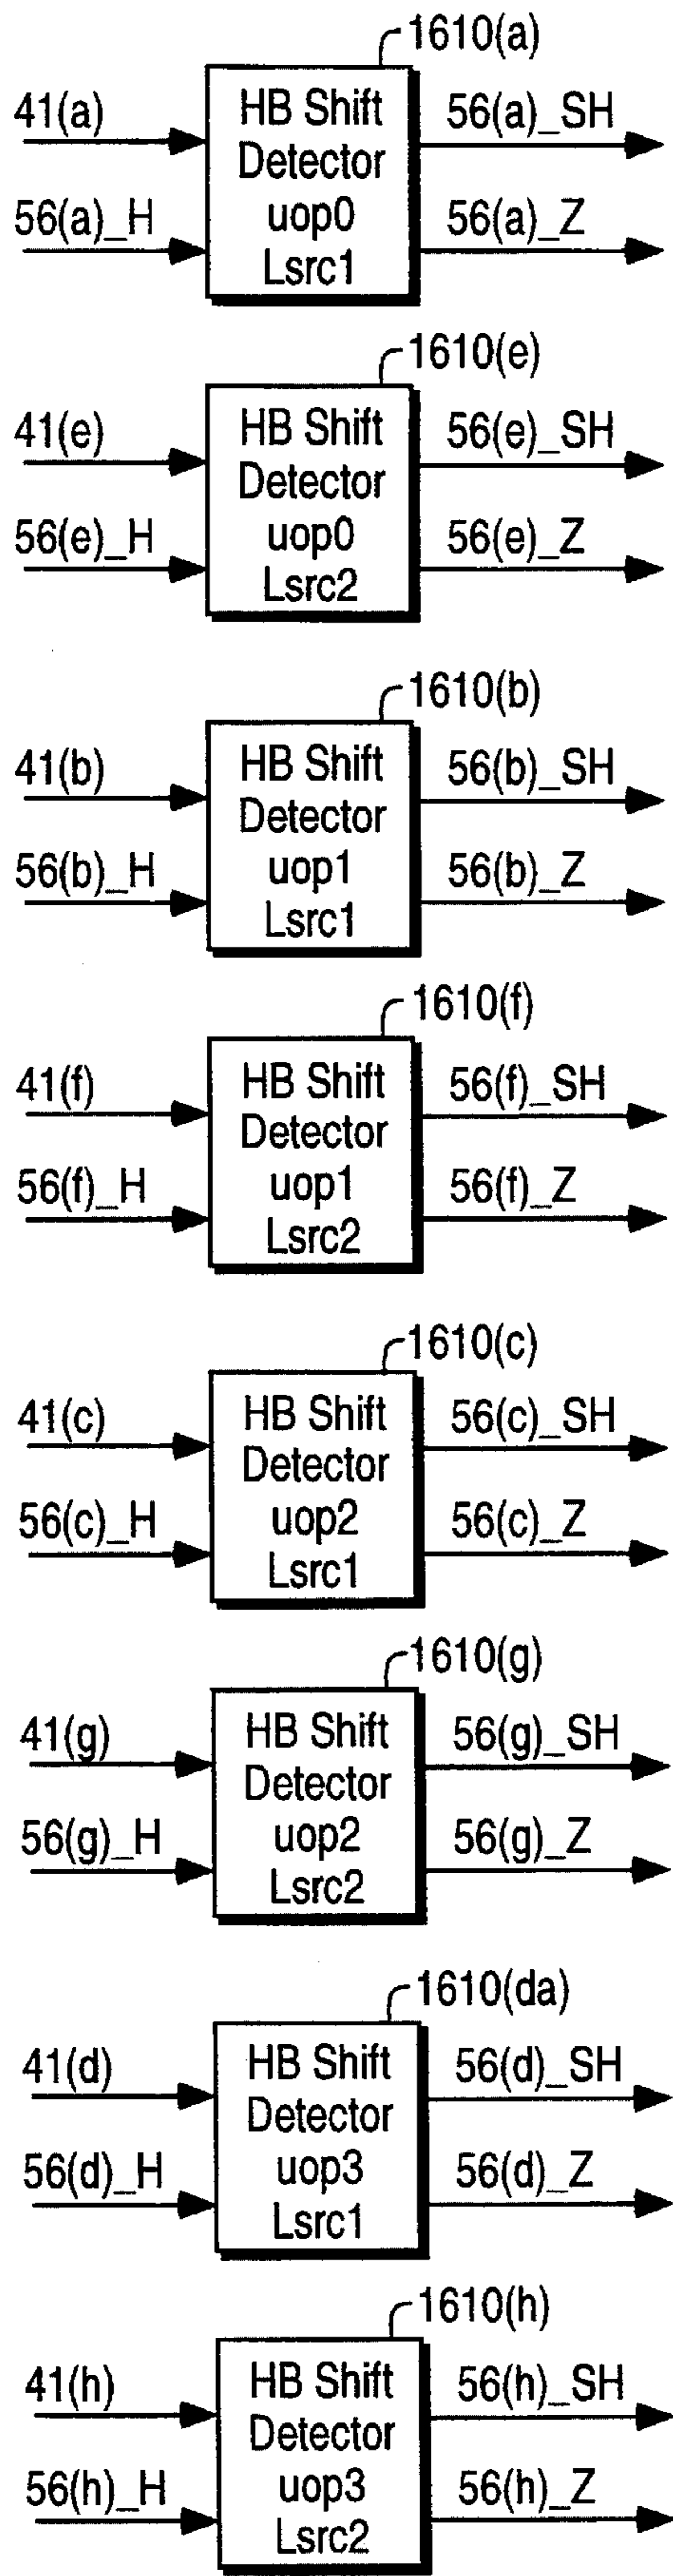 1610(a)
41(a)
56(a)_H
HB Shift
Detector
uop0
Lsrc1
56(a)_SH
56(a)_Z
1610(e)
41(e)
56(e)_H
HB Shift
Detector
uop0
Lsrc2
56(e)_SH
56(e)_Z
1610(b)
41(b)
56(b)_H
HB Shift
Detector
uop1
Lsrc1
56(b)_SH
56(b)_Z
1610(f)
41(f)
56(f)_H
HB Shift
Detector
uop1
Lsrc2
56(f)_SH
56(f)_Z
1610(c)
41(c)
56(c)_H
HB Shift
Detector
uop2
Lsrc1
56(c)_SH
56(c)_Z
1610(g)
41(g)
56(g)_H
HB Shift
Detector
uop2
Lsrc2
56(g)_SH
56(g)_Z
1610(da)
41(d)
56(d)_H
HB Shift
Detector
uop3
Lsrc1
56(d)_SH
56(d)_Z
1610(h)
41(h)
56(h)_H
HB Shift
Detector
uop3
Lsrc2
56(h)_SH
56(h)_Z